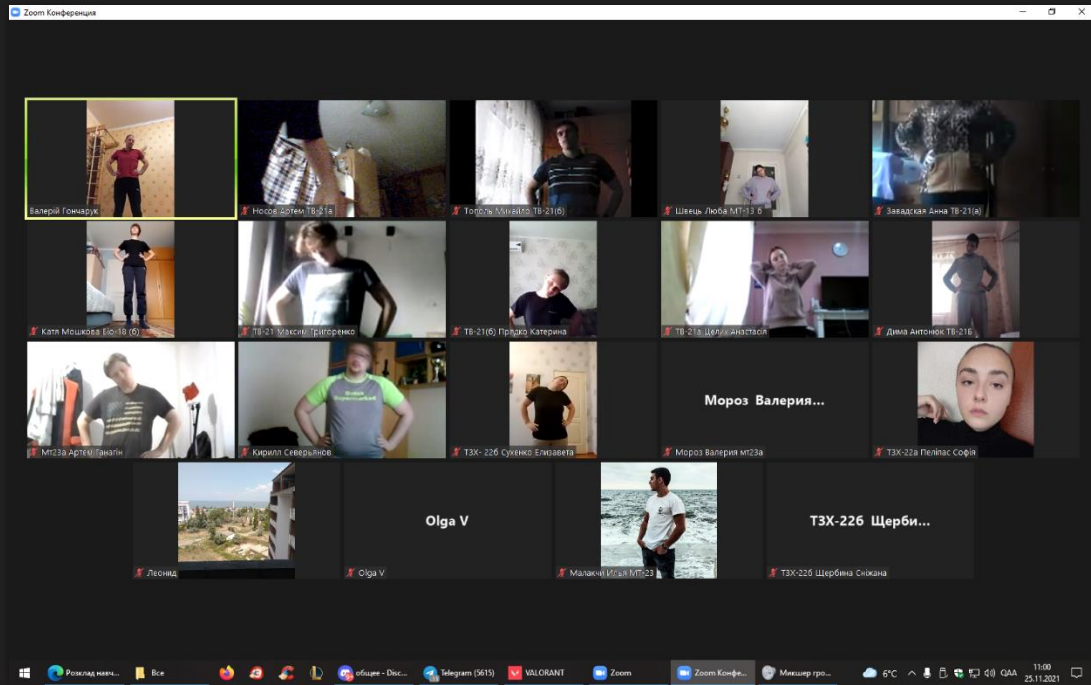 Zoom Конференция
Валерій Гончарук
Носов Артем ТВ-21а
Тополь Михайло ТВ-21(б)
Швець Люба МТ-13 б
Завадская Анна ТВ-21(а)
Катя Мошкова Біо-18 (б)
ТВ-21 Максим Григоренко
ТВ-21(б) Прядко Катерина
ТВ-21а Целух Анастасія
Дима Антонюк ТВ-21Б
Мт23а Артем Ганагін
Кирилл Северьянов
ТЗХ- 22б Сухенко Елизавета
Мороз Валерия...
Мороз Валерия мт23а
ТЗХ-22а Пеліпас Софія
Леонид
Olga V
Olga V
Малакчи Илья МТ-23
ТЗХ-22б Щерби...
ТЗХ-22б Щербина Сніжана
Розклад навч...
Все
общее - Disc...
Telegram (5615)
VALORANT
Zoom
Zoom Конфе...
Микшер гро...
6°C
QAA
11:00
25.11.2021